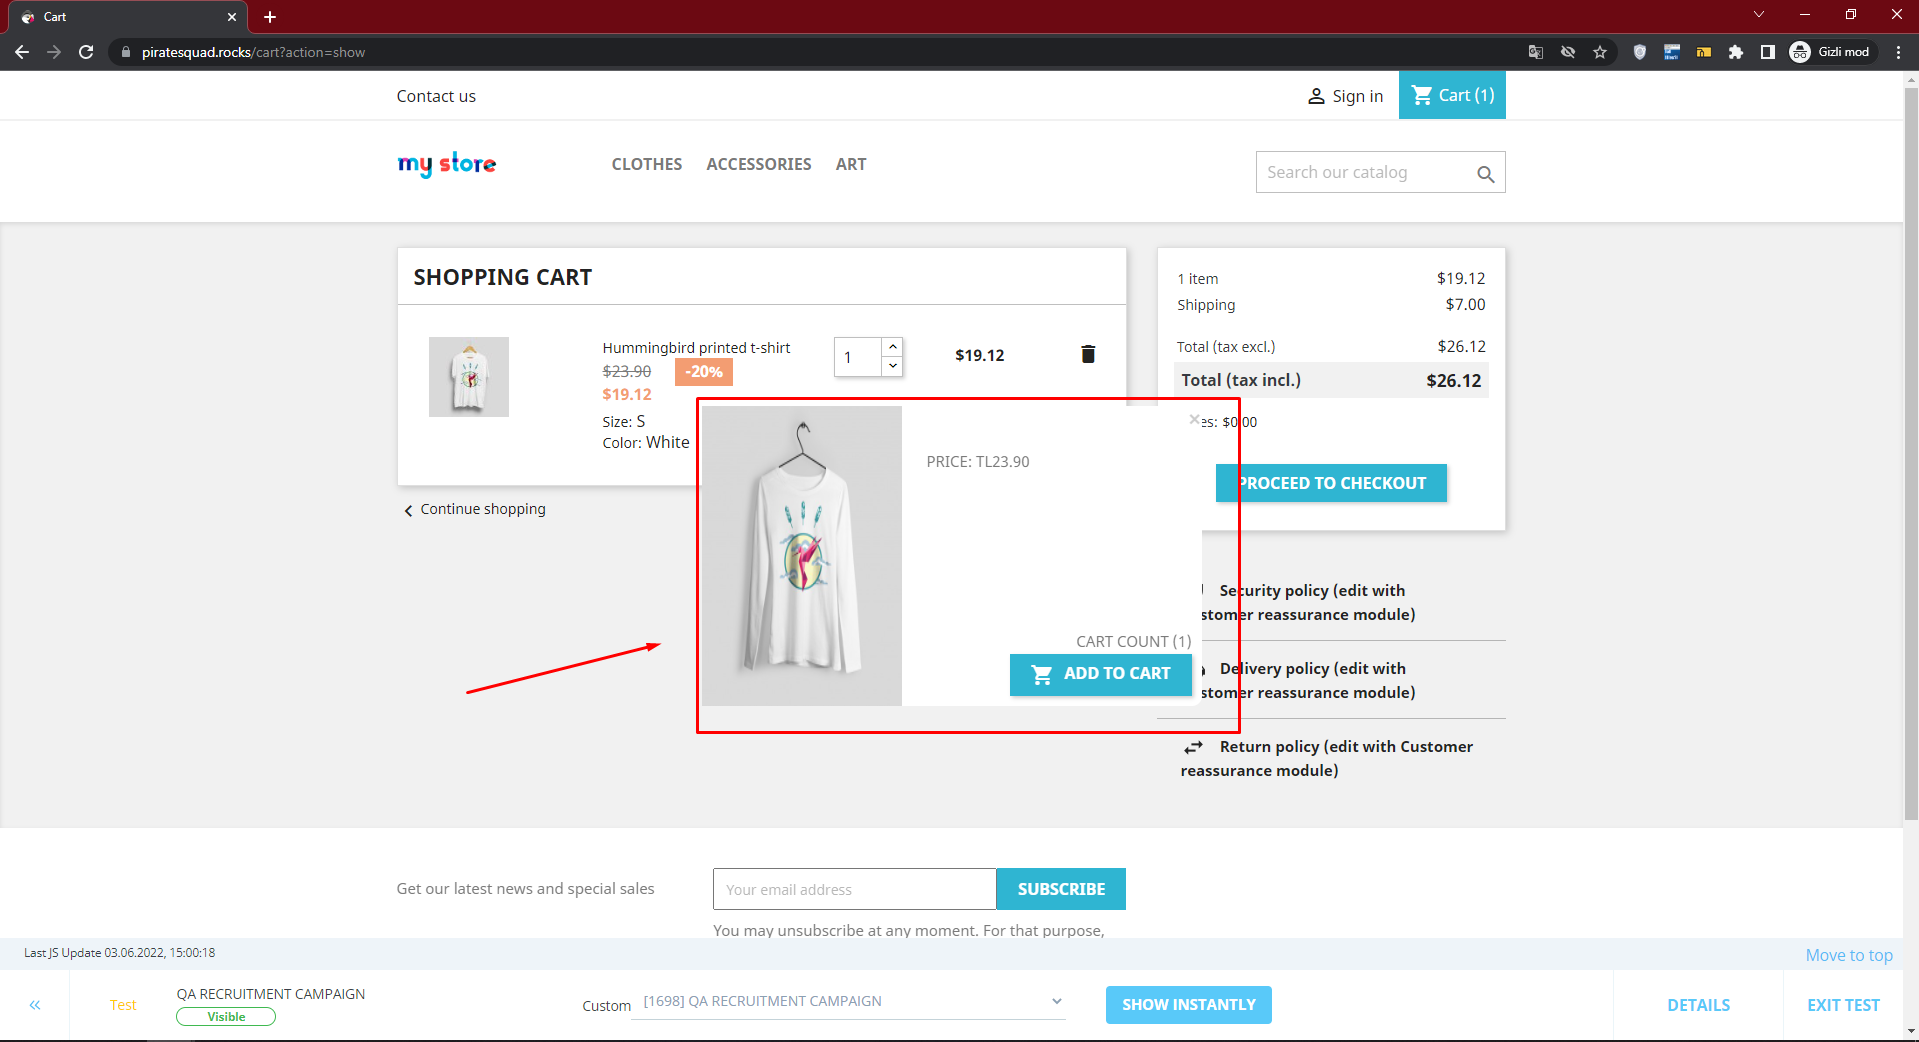 Cart
piratesquad.rocks/cart?action=show
Gizli mod
Contact us
Sign in
Cart (1)
my store
CLOTHES
ACCESSORIES
ART
Search our catalog
SHOPPING CART
Hummingbird printed t-shirt
$23.90
-20%
$19.12
Size: S
Color: White
1
$19.12
1 item
$19.12
Shipping
$7.00
Total (tax excl.)
$26.12
Total (tax incl.)
$26.12
es: $0.00
PROCEED TO CHECKOUT
Continue shopping
PRICE: TL23.90
CART COUNT (1)
ADD TO CART
Security policy (edit with
stomer reassurance module)
Delivery policy (edit with
stomer reassurance module)
Return policy (edit with Customer
reassurance module)
Get our latest news and special sales
Your email address
SUBSCRIBE
You may unsubscribe at any moment. For that purpose,
Last JS Update 03.06.2022, 15:00:18
Move to top
Test
QA RECRUITMENT CAMPAIGN
Visible
Custom
[1698] QA RECRUITMENT CAMPAIGN
SHOW INSTANTLY
DETAILS
EXIT TEST